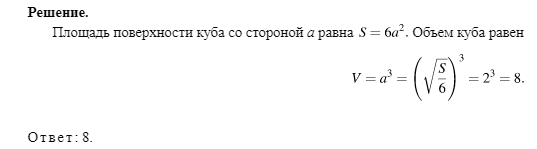 Решение.
Площадь поверхности куба со стороной a равна S = 6a². Объем куба равен
V = a³ = (√(S/6))³ = 2³ = 8.
Ответ: 8.